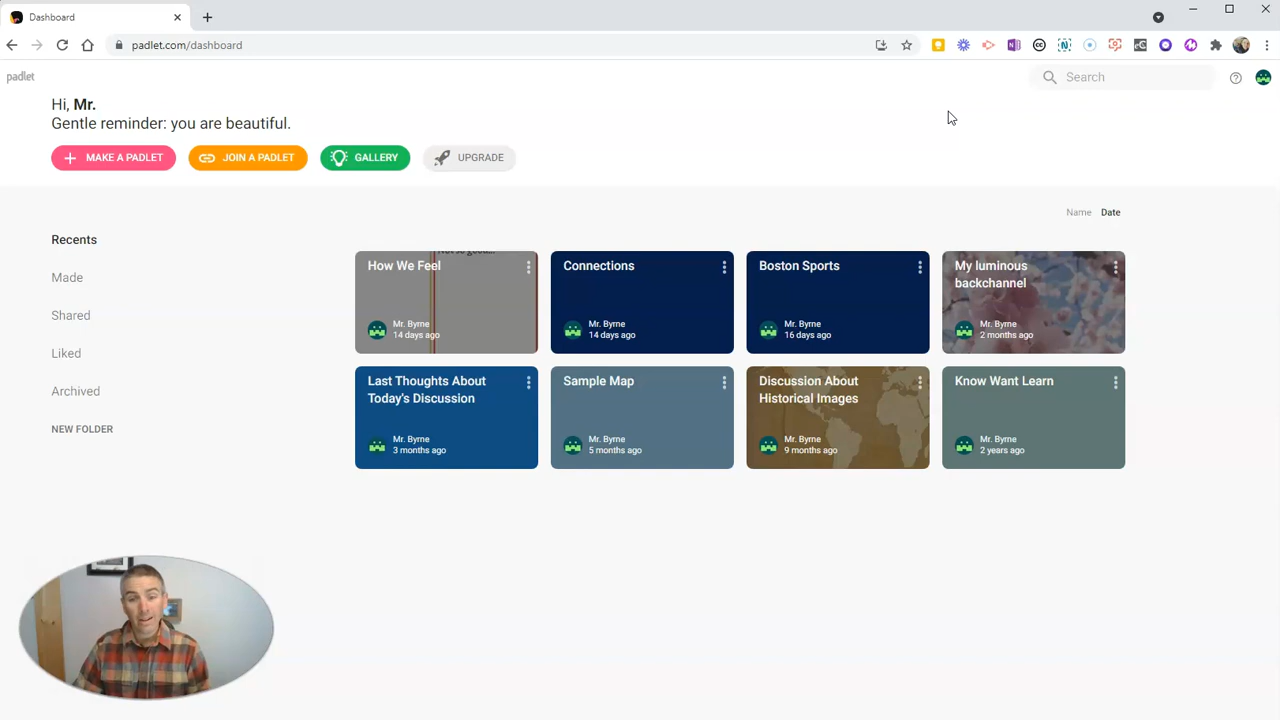 Dashboard
padlet.com/dashboard
padlet
Search
Hi, Mr.
Gentle reminder: you are beautiful.
MAKE A PADLET
JOIN A PADLET
GALLERY
UPGRADE
Name Date
Recents
Made
Shared
Liked
Archived
NEW FOLDER
How We Feel
Mr. Byrne
14 days ago
Connections
Mr. Byrne
14 days ago
Boston Sports
Mr. Byrne
16 days ago
My luminous
backchannel
Mr. Byrne
2 months ago
Last Thoughts About
Today's Discussion
Mr. Byrne
3 months ago
Sample Map
Mr. Byrne
5 months ago
Discussion About
Historical Images
Mr. Byrne
9 months ago
Know Want Learn
Mr. Byrne
2 years ago